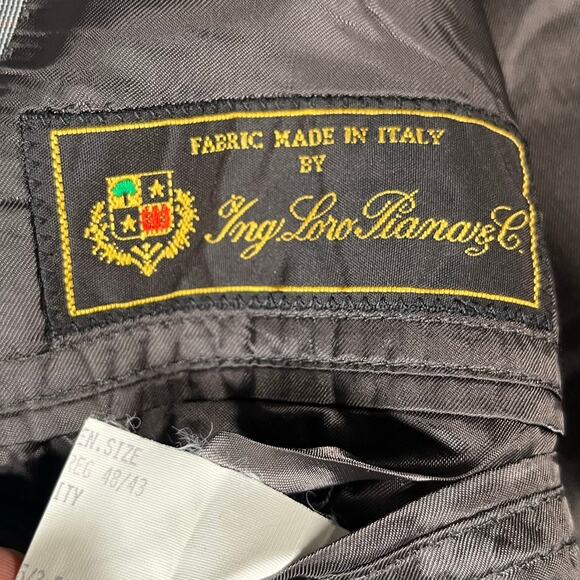 FABRIC MADE IN ITALY
BY
Ing. Loro Piana & C.
EN.SIZE
REG 48/43
ITY